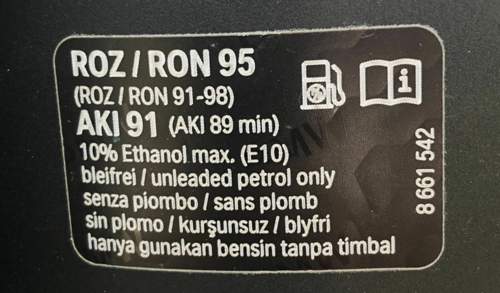 ROZ / RON 95
(ROZ / RON 91-98)
AKI 91 (AKI 89 min)
10% Ethanol max. (E10)
bleifrei / unleaded petrol only
senza piombo / sans plomb
sin plomo / kurşunsuz / blyfri
hanya gunakan bensin tanpa timbal
8 661 542